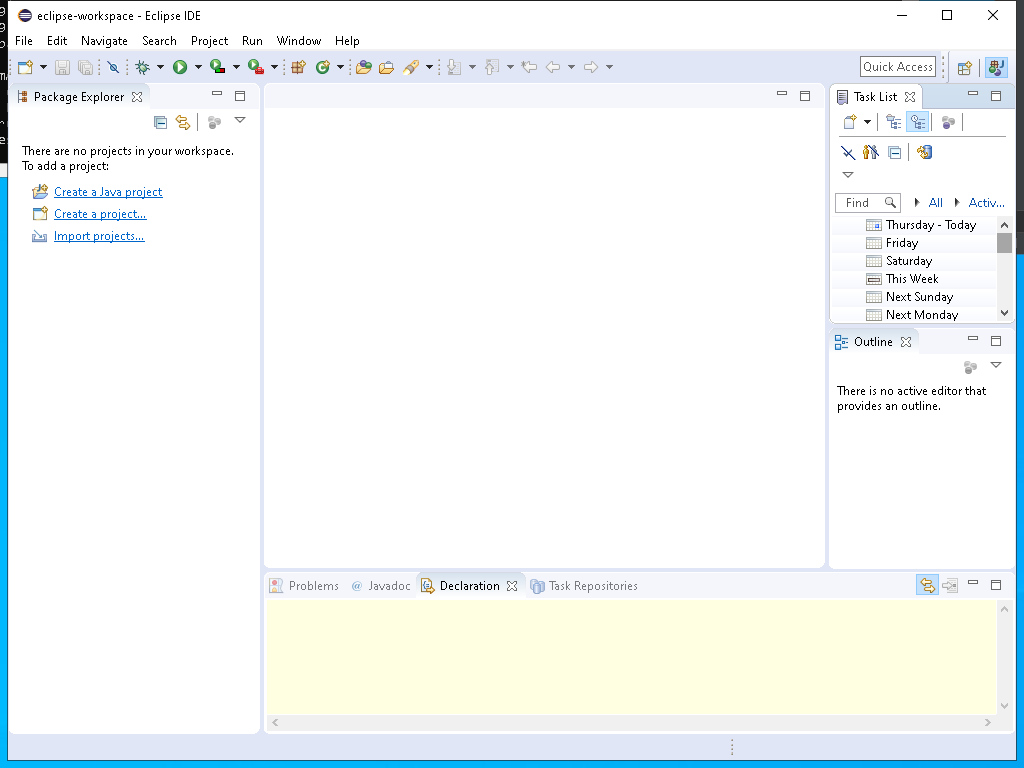 eclipse-workspace - Eclipse IDE
File Edit Navigate Search Project Run Window Help
Quick Access
Package Explorer
There are no projects in your workspace.
To add a project:
Create a Java project
Create a project...
Import projects...
Task List
Find All Activ...
Thursday - Today
Friday
Saturday
This Week
Next Sunday
Next Monday
Outline
There is no active editor that
provides an outline.
Problems @ Javadoc Declaration Task Repositories